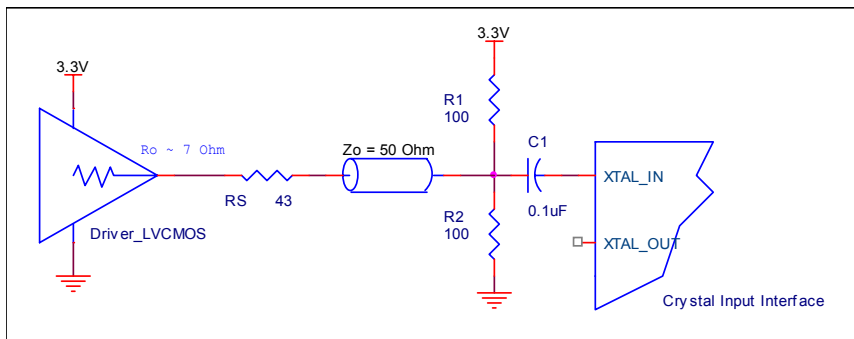 3.3V
3.3V
R1
100
Ro ~ 7 Ohm
Zo = 50 Ohm
C1
RS 43
XTAL_IN
0.1uF
R2
100
XTAL_OUT
Driver_LVCMOS
Crystal Input Interface